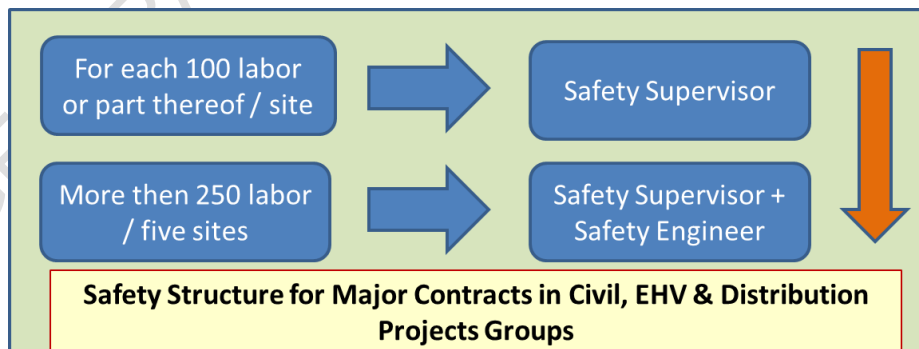 For each 100 labor
or part thereof / site
Safety Supervisor
More then 250 labor
/ five sites
Safety Supervisor +
Safety Engineer
Safety Structure for Major Contracts in Civil, EHV & Distribution
Projects Groups